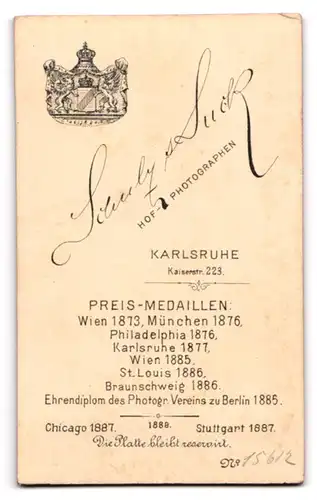 Schulz & Suck
HOF-PHOTOGRAPHEN
KARLSRUHE
Kaiserstr. 223.
PREIS-MEDAILLEN:
Wien 1873, München 1876,
Philadelphia 1876,
Karlsruhe 1877,
Wien 1885.
St. Louis 1886,
Braunschweig 1886.
Ehrendiplom des Photogr. Vereins zu Berlin 1885.
Chicago 1887. 1888. Stuttgart 1887.
Die Platte bleibt reservirt.
No 15612